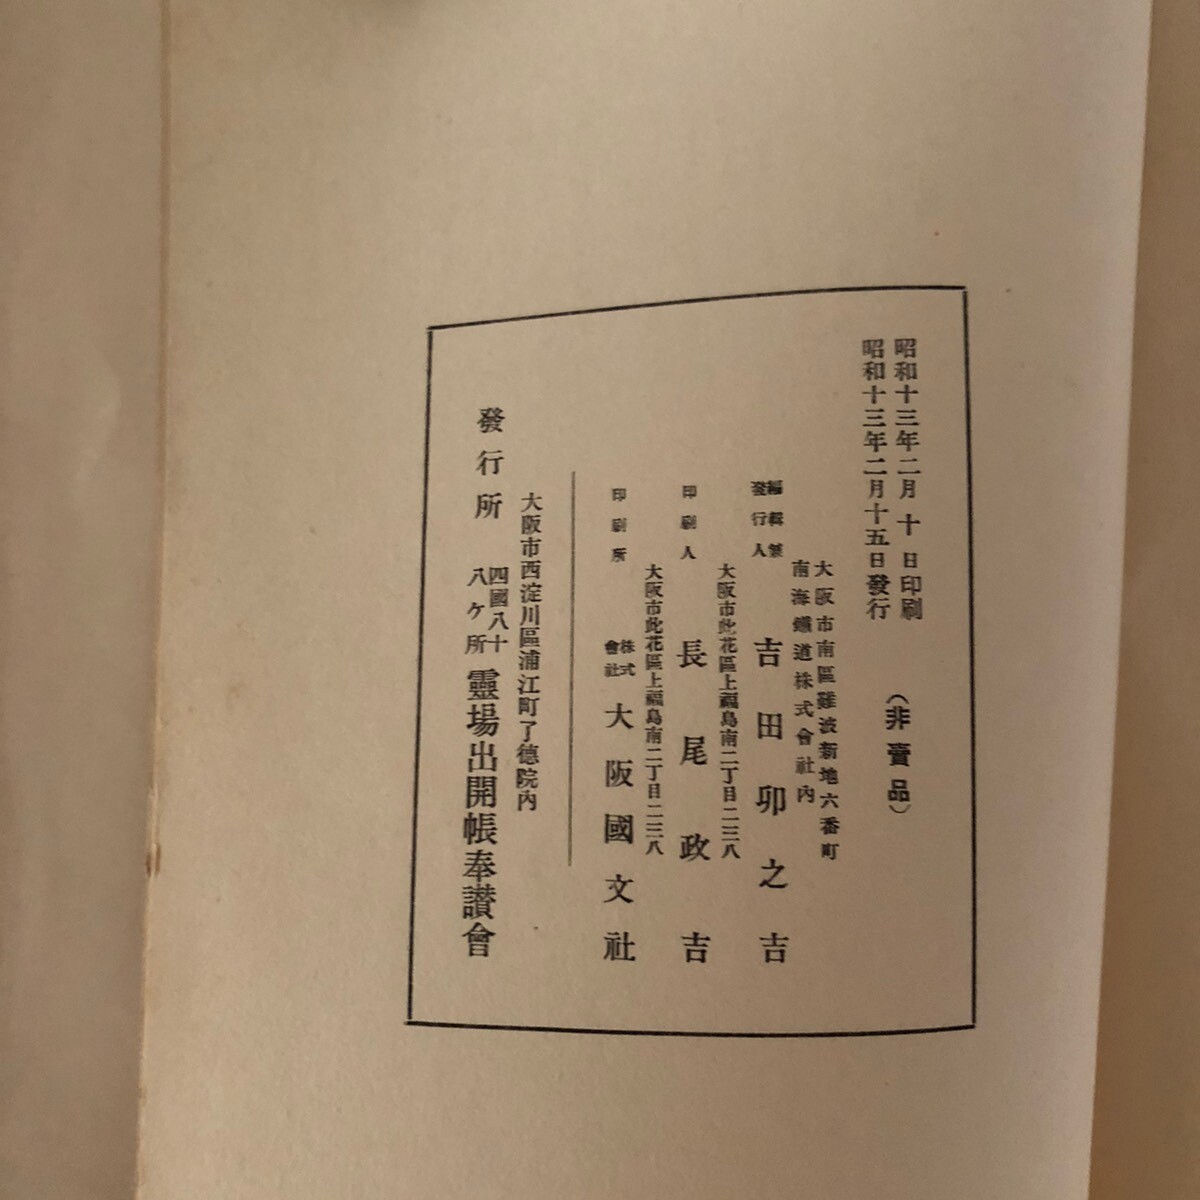 昭和十三年二月十日印刷
昭和十三年二月十五日發行
（非賣品）
大阪市南區難波新地六番町
南海鐵道株式會社內
編輯兼
發行人
吉田卯之吉
大阪市此花區上福島南二丁目二三八
印刷人
長尾政吉
大阪市此花區上福島南二丁目二三八
印刷所
株式
會社
大阪國文社
大阪市西淀川區浦江町了德院內
發行所
四國八十
八ケ所
靈場出開帳奉讃會